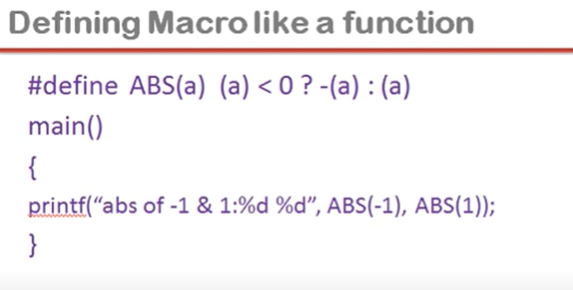 Defining Macro like a function
#define ABS(a) (a) < 0 ? -(a) : (a)
main()
{
printf(“abs of -1 & 1:%d %d”, ABS(-1), ABS(1));
}